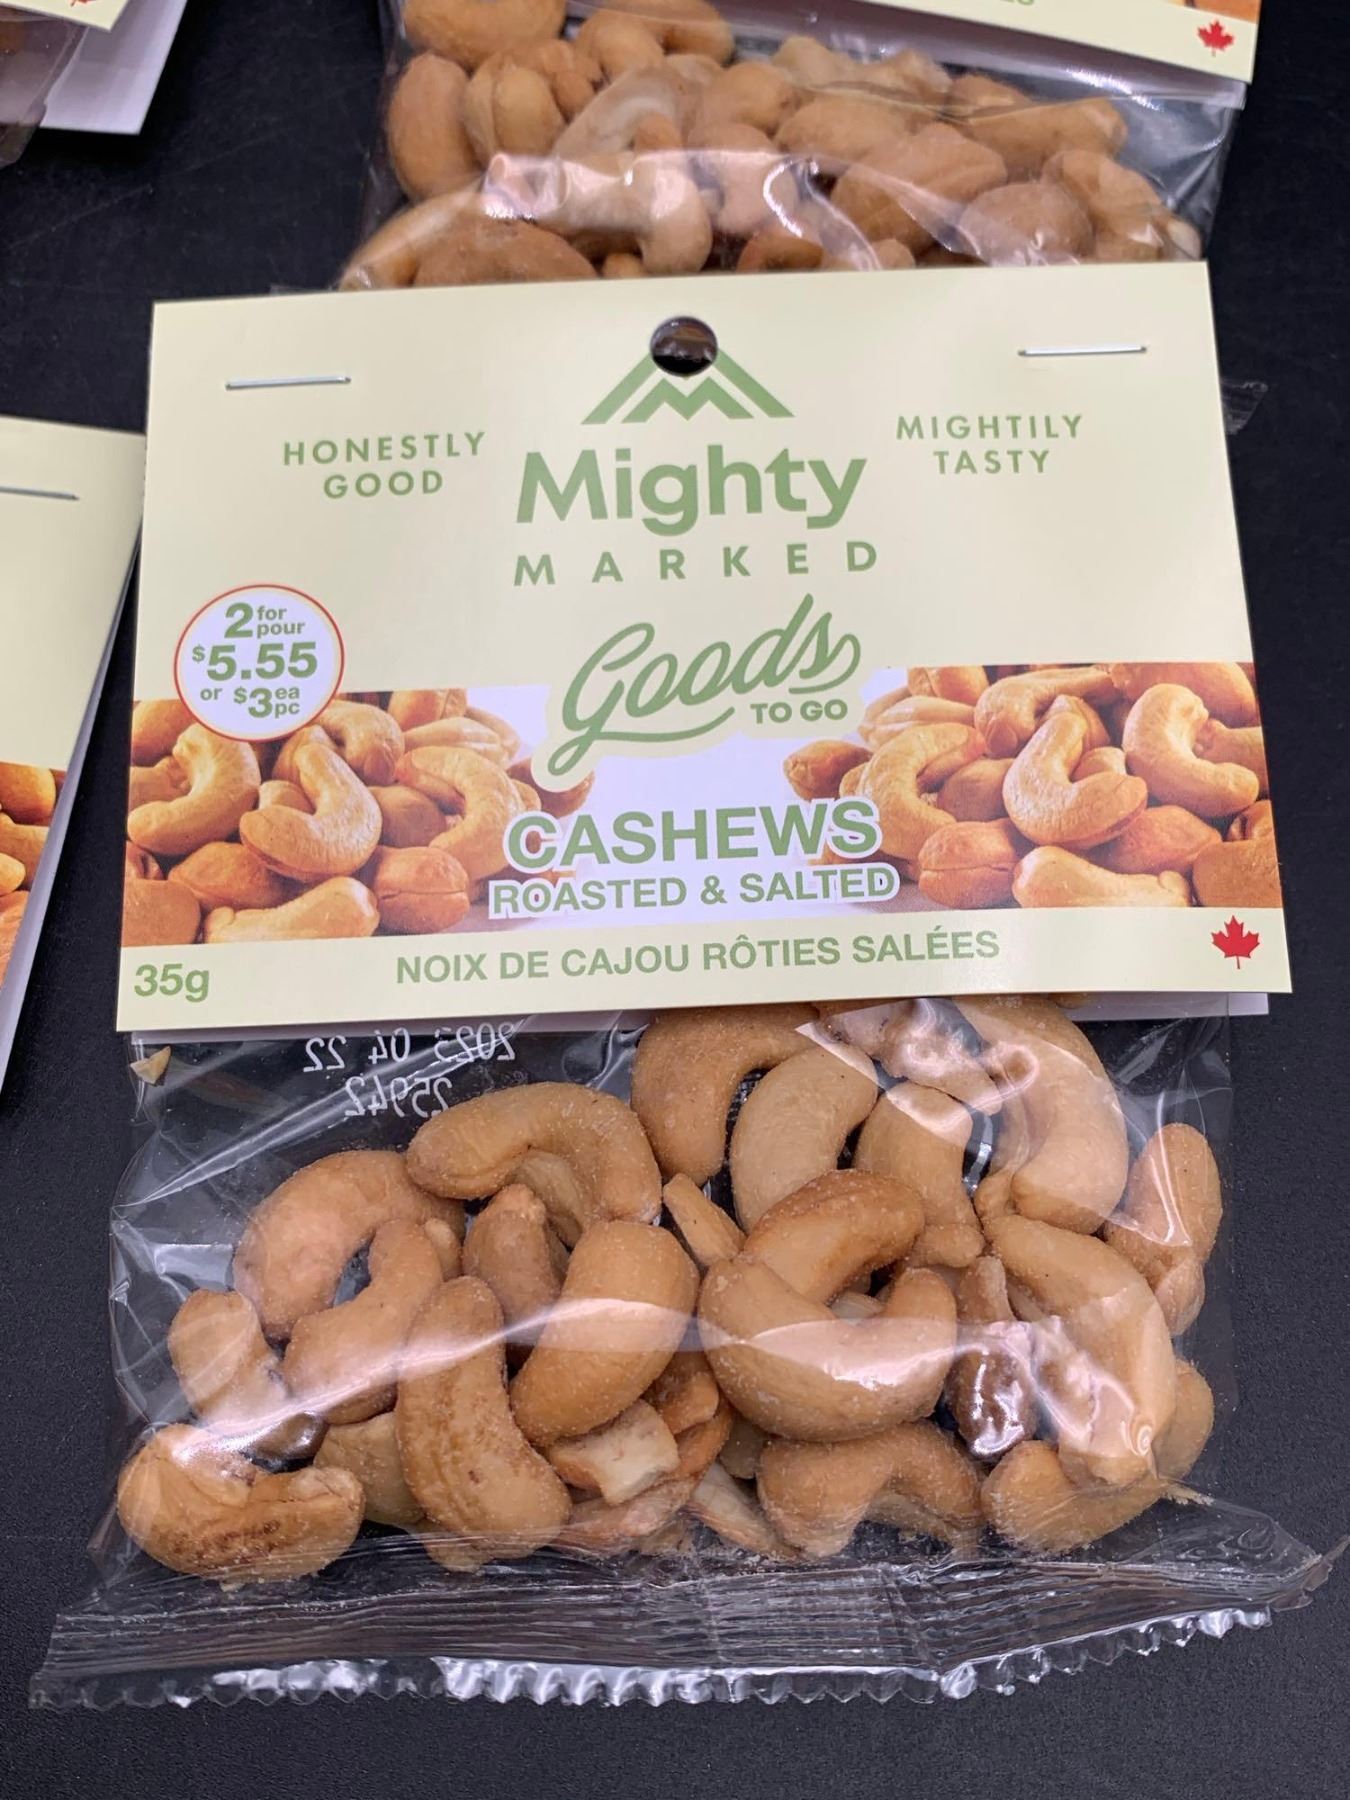 HONESTLY
GOOD
Mighty
MARKED
MIGHTILY
TASTY
2 for
pour
$5.55
or $3 ea
pc
Goods
TO GO
CASHEWS
ROASTED & SALTED
NOIX DE CAJOU RÔTIES SALÉES
35g
2023 04 22
25942